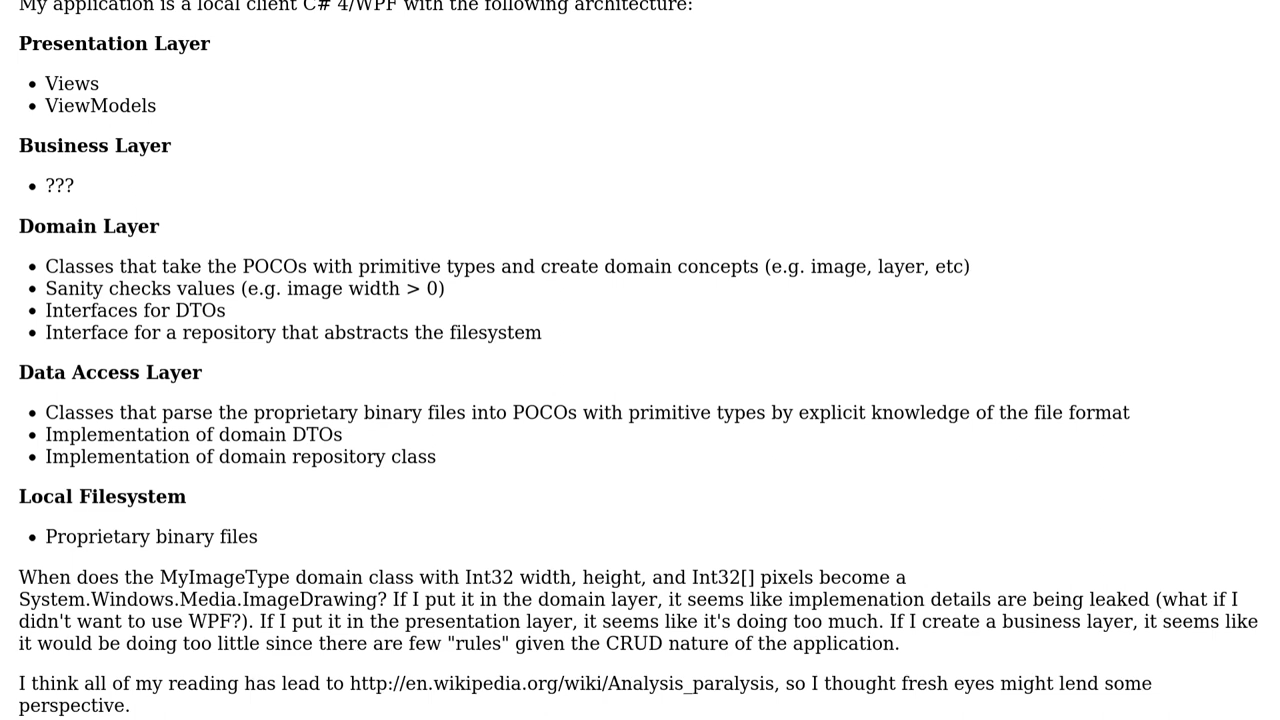 My application is a local client C# 4/WPF with the following architecture:
Presentation Layer
• Views
• ViewModels
Business Layer
• ???
Domain Layer
• Classes that take the POCOs with primitive types and create domain concepts (e.g. image, layer, etc)
• Sanity checks values (e.g. image width > 0)
• Interfaces for DTOs
• Interface for a repository that abstracts the filesystem
Data Access Layer
• Classes that parse the proprietary binary files into POCOs with primitive types by explicit knowledge of the file format
• Implementation of domain DTOs
• Implementation of domain repository class
Local Filesystem
• Proprietary binary files
When does the MyImageType domain class with Int32 width, height, and Int32[] pixels become a
System.Windows.Media.ImageDrawing? If I put it in the domain layer, it seems like implemenation details are being leaked (what if I
didn't want to use WPF?). If I put it in the presentation layer, it seems like it's doing too much. If I create a business layer, it seems like
it would be doing too little since there are few "rules" given the CRUD nature of the application.
I think all of my reading has lead to http://en.wikipedia.org/wiki/Analysis_paralysis, so I thought fresh eyes might lend some
perspective.